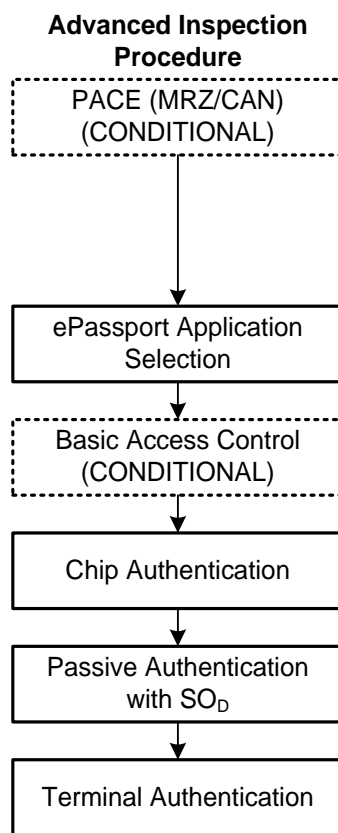 Advanced Inspection
Procedure
PACE (MRZ/CAN)
(CONDITIONAL)
ePassport Application
Selection
Basic Access Control
(CONDITIONAL)
Chip Authentication
Passive Authentication
with SO_D
Terminal Authentication